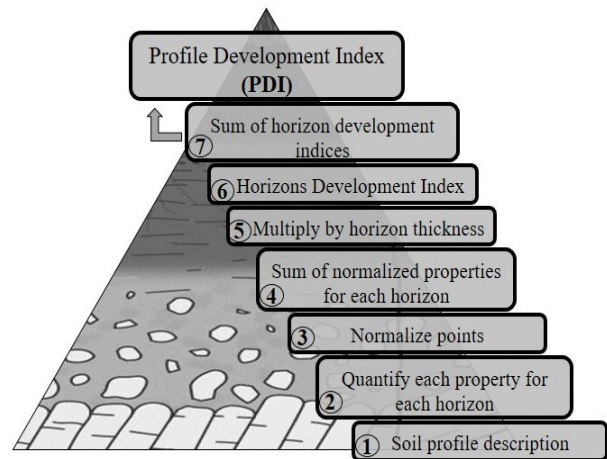 Profile Development Index
(PDI)
Sum of horizon development
7 indices
6 Horizons Development Index
5 Multiply by horizon thickness
Sum of normalized properties
4 for each horizon
3 Normalize points
Quantify each property for
2 each horizon
1 Soil profile description